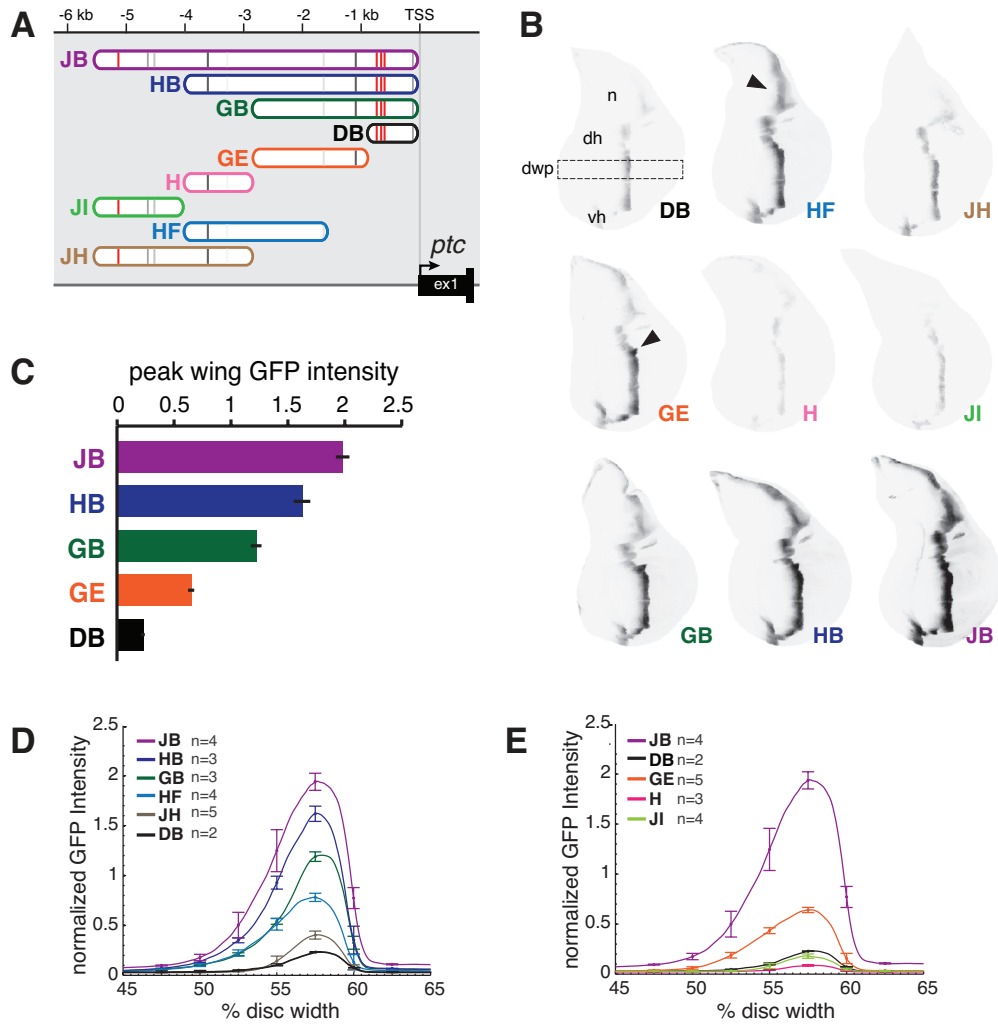 A
-6 kb -5 -4 -3 -2 -1 kb TSS
JB
HB
GB
DB
GE
H
JI
HF
JH
ptc
ex1
B
n
dh
dwp
vh
DB
HF
JH
GE
H
JI
GB
HB
JB
C
peak wing GFP intensity
0 0.5 1 1.5 2 2.5
JB
HB
GB
GE
DB
D
normalized GFP Intensity
2.5
2
1.5
1
0.5
0
JB n=4
HB n=3
GB n=3
HF n=4
JH n=5
DB n=2
45 50 55 60 65
% disc width
E
normalized GFP Intensity
2.5
2
1.5
1
0.5
0
JB n=4
DB n=2
GE n=5
H n=3
JI n=4
45 50 55 60 65
% disc width